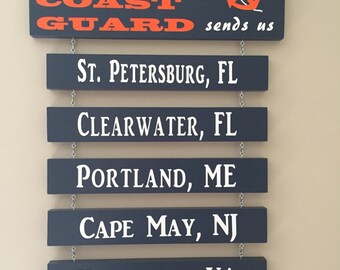 COAST
GUARD sends us
ST. PETERSBURG, FL
CLEARWATER, FL
PORTLAND, ME
CAPE MAY, NJ